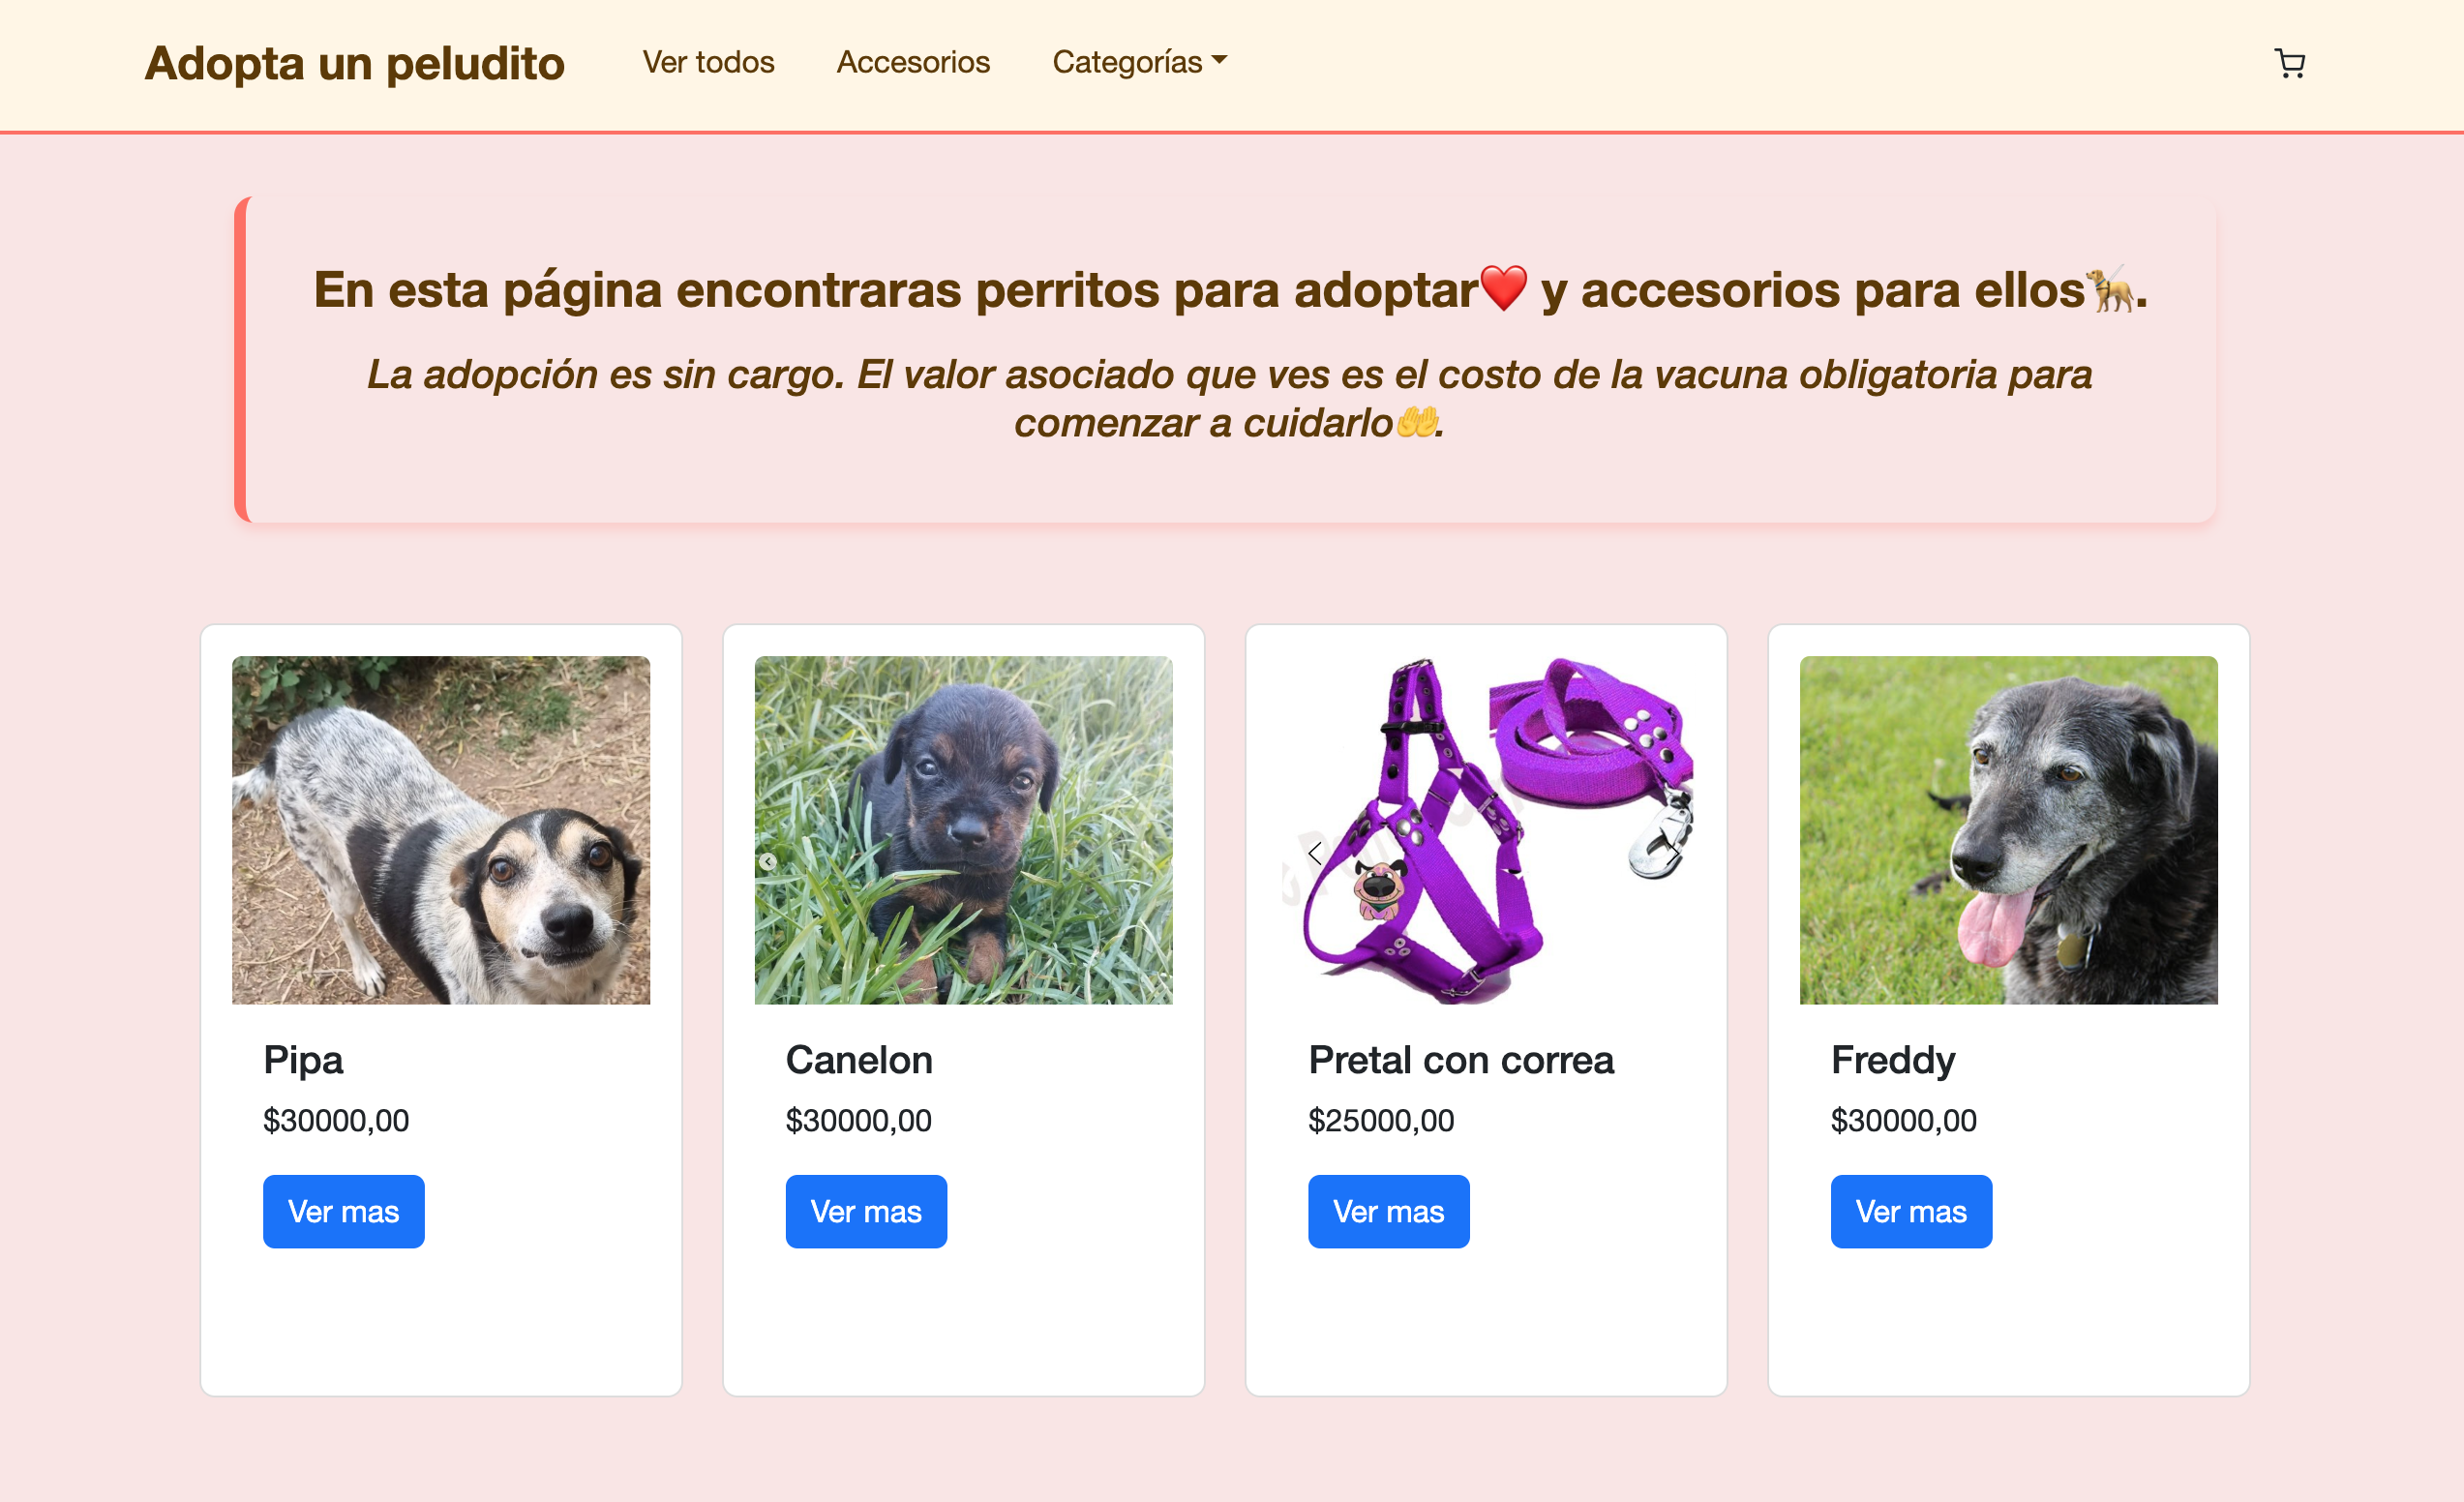 Adopta un peludito Ver todos Accesorios Categorías
En esta página encontraras perritos para adoptar❤️ y accesorios para ellos🦮.
La adopción es sin cargo. El valor asociado que ves es el costo de la vacuna obligatoria para
comenzar a cuidarlo🤲.
Pipa
$30000,00
Ver mas
Canelon
$30000,00
Ver mas
Pretal con correa
$25000,00
Ver mas
Freddy
$30000,00
Ver mas